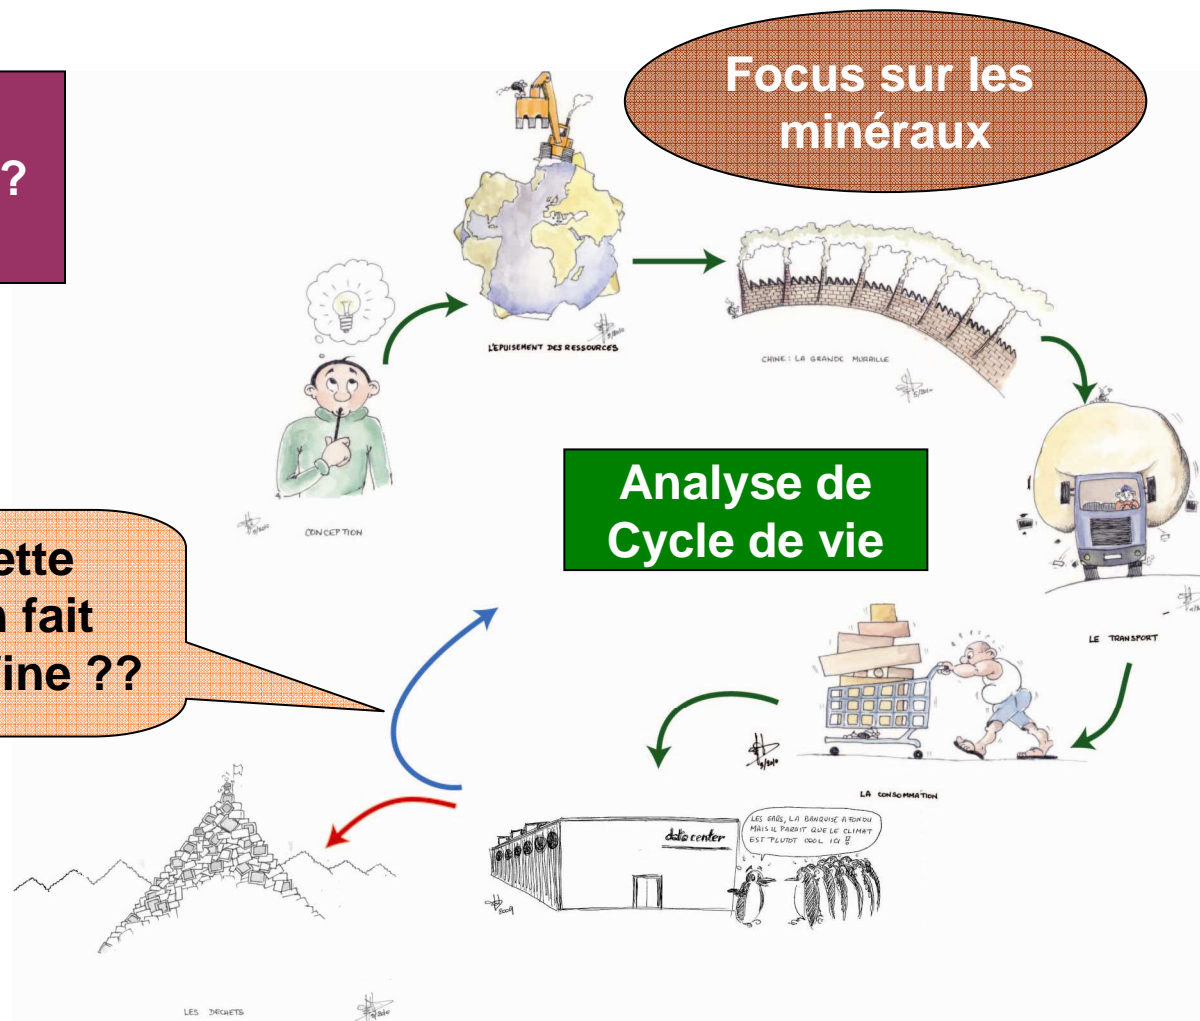 Focus sur les
minéraux
??
L'EPUISEMENT DES RESSOURCES
CHINE : LA GRANDE MURAILLE
CONCEPTION
Analyse de
Cycle de vie
ette
n fait
fine ??
LE TRANSPORT
LA CONSOMMATION
LES GARS, LA BANQUISE A FONDU
MAIS IL PARAIT QUE LE CLIMAT
EST PLUTOT COOL ICI !!
data center
2009
LES DECHETS